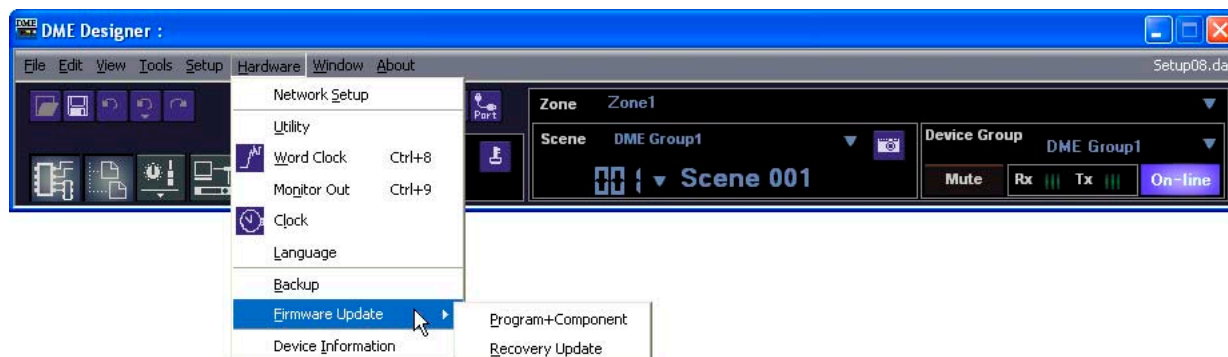 DME Designer :
File Edit View Tools Setup Hardware Window About
Setup08.da
Network Setup
Utility
Word Clock Ctrl+8
Monitor Out Ctrl+9
Clock
Language
Backup
Firmware Update
Device Information
Program+Component
Recovery Update
Port
Zone Zone1
Scene DME Group1
001 Scene 001
Device Group DME Group1
Mute Rx Tx On-line